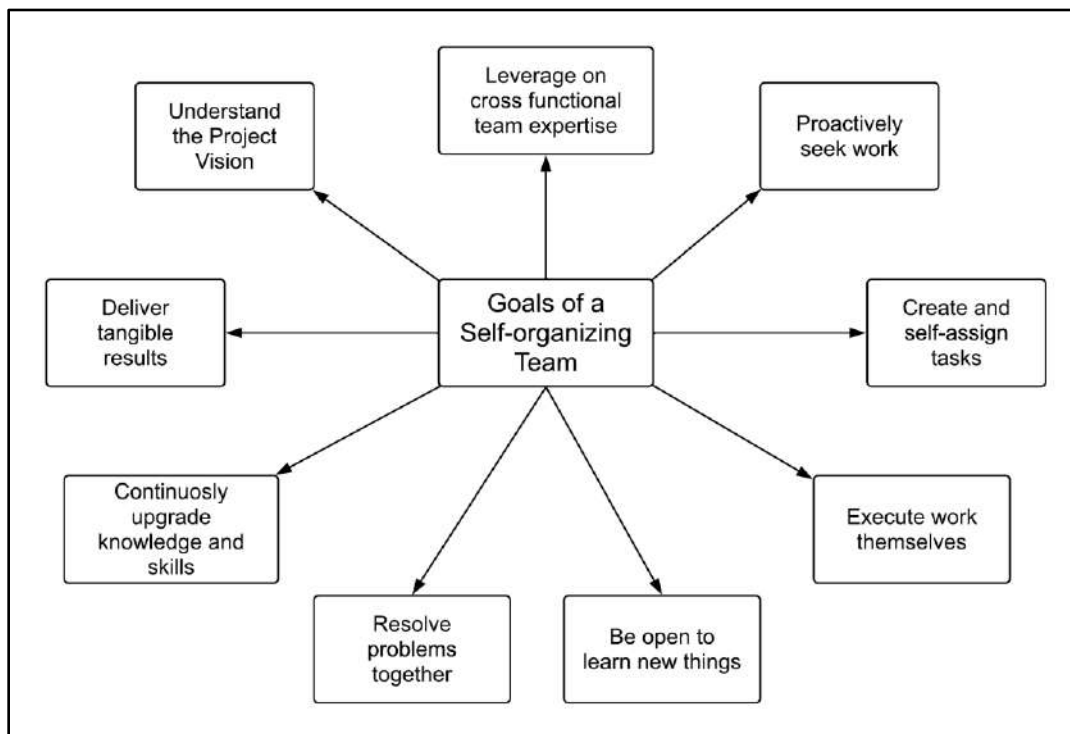 Leverage on
cross functional
team expertise
Understand
the Project
Vision
Proactively
seek work
Goals of a
Self-organizing
Team
Deliver
tangible
results
Create and
self-assign
tasks
Continuosly
upgrade
knowledge and
skills
Execute work
themselves
Resolve
problems
together
Be open to
learn new things